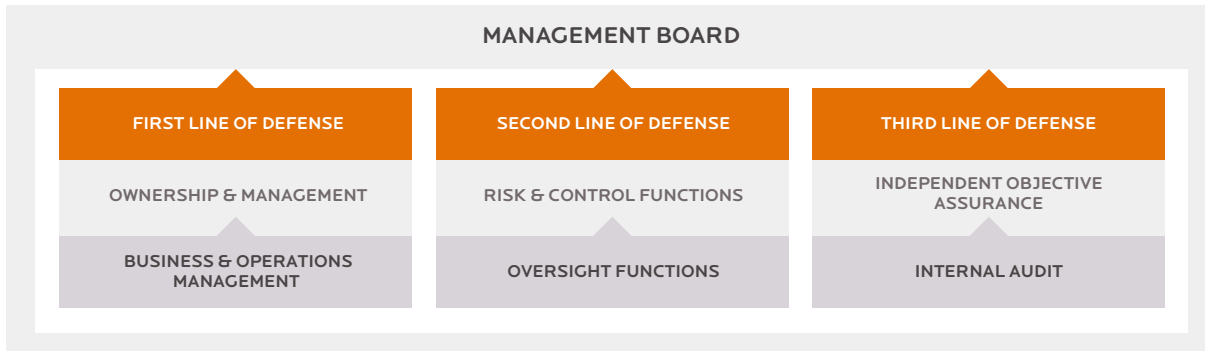 MANAGEMENT BOARD
FIRST LINE OF DEFENSE
OWNERSHIP & MANAGEMENT
BUSINESS & OPERATIONS
MANAGEMENT
SECOND LINE OF DEFENSE
RISK & CONTROL FUNCTIONS
OVERSIGHT FUNCTIONS
THIRD LINE OF DEFENSE
INDEPENDENT OBJECTIVE
ASSURANCE
INTERNAL AUDIT